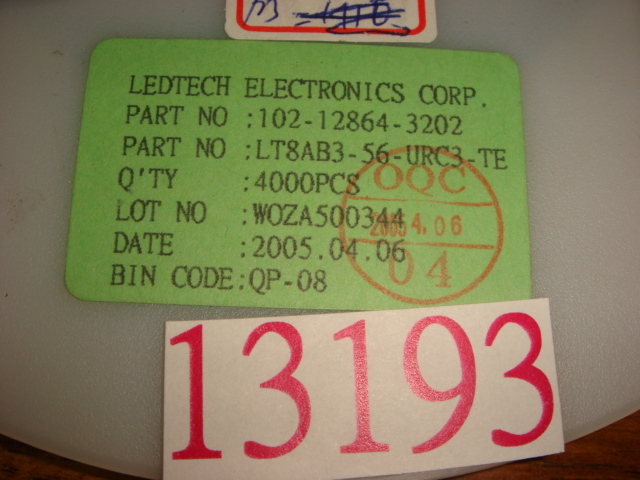 LEDTECH ELECTRONICS CORP.
PART NO :102-12864-3202
PART NO :LT8AB3-56-URC3-TE
Q'TY :4000PCS
LOT NO :WOZA500344
DATE :2005.04.06
BIN CODE:QP-08
OQC
2005 4. 06
04
13193